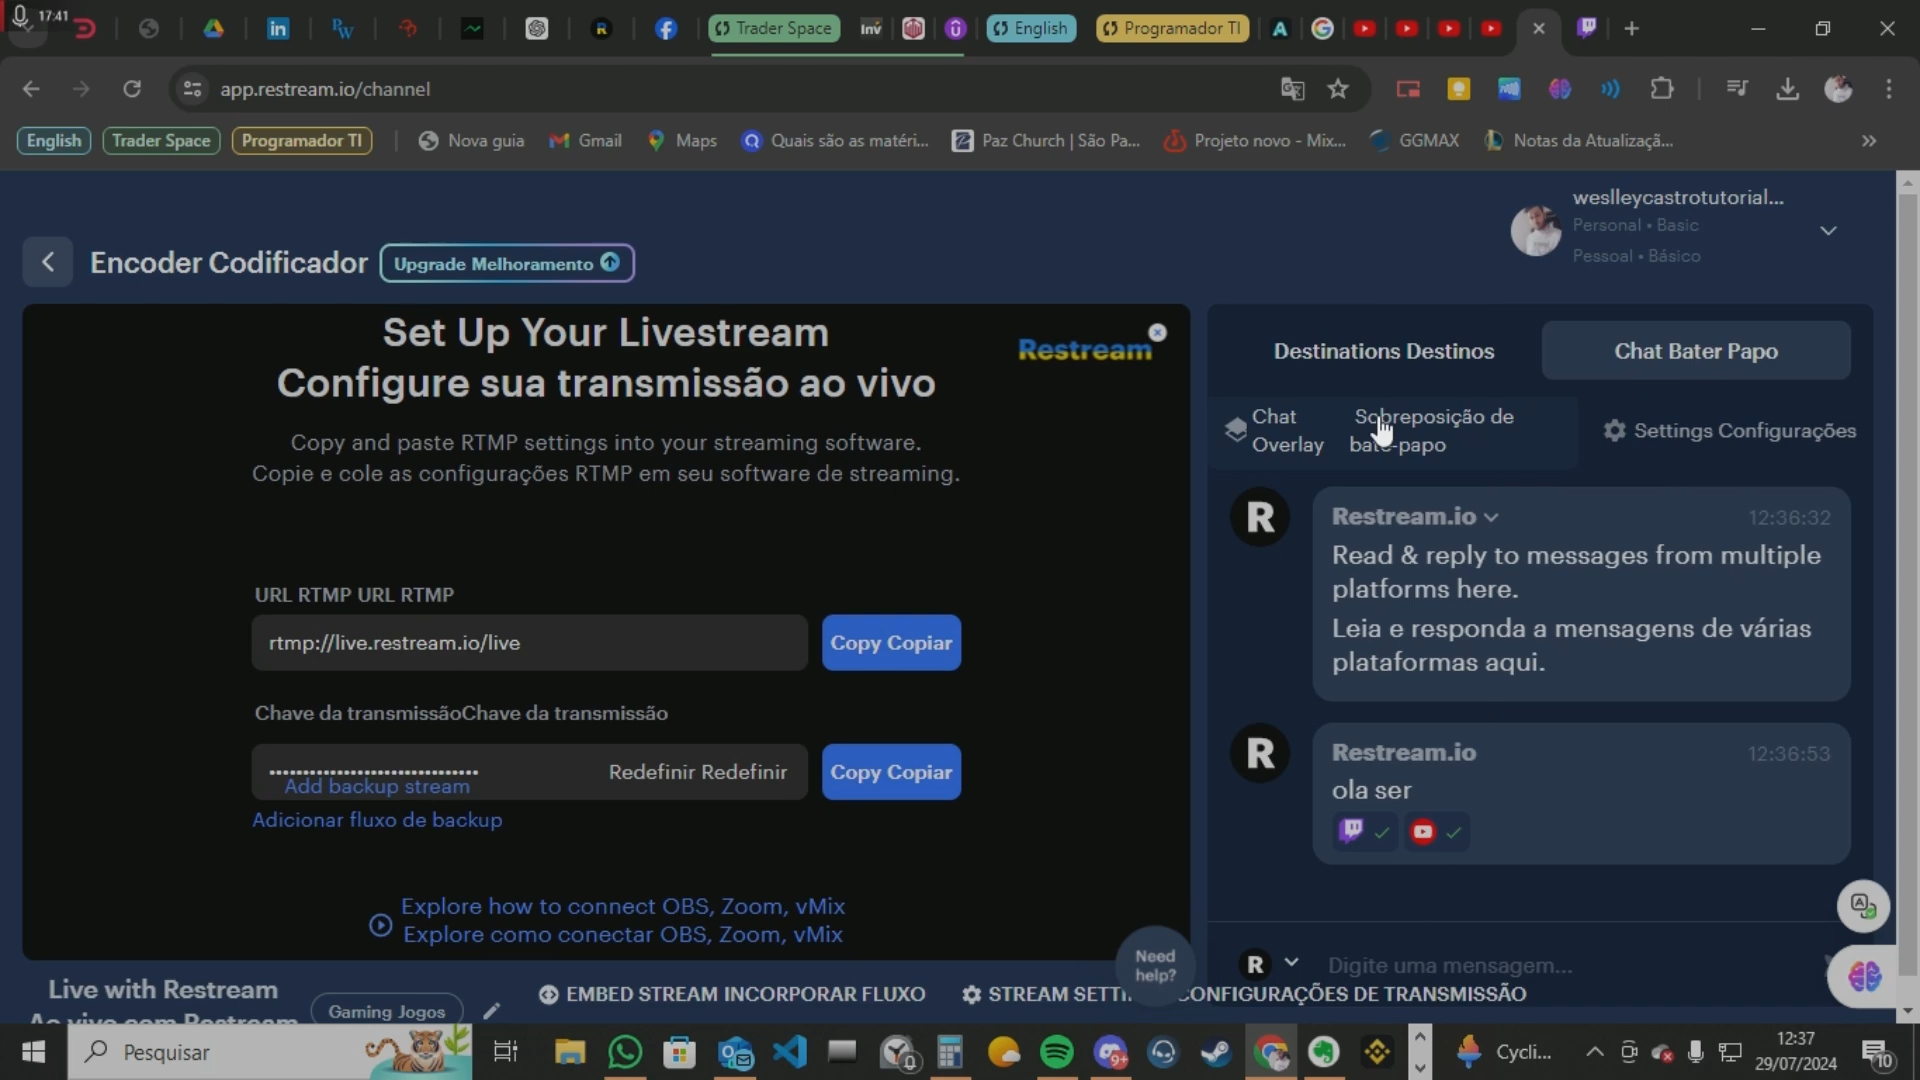 17:41
Trader Space
inv
English
Programador TI
app.restream.io/channel
English
Trader Space
Programador TI
Nova guia
Gmail
Maps
Quais são as matéri...
Paz Church | São Pa...
Projeto novo - Mix...
GGMAX
Notas da Atualizaçã...
weslleycastrotutorial...
Personal • Basic
Pessoal • Básico
Encoder Codificador
Upgrade Melhoramento
Set Up Your Livestream
Configure sua transmissão ao vivo
Restream
Copy and paste RTMP settings into your streaming software.
Copie e cole as configurações RTMP em seu software de streaming.
URL RTMP URL RTMP
rtmp://live.restream.io/live
Copy Copiar
Chave da transmissãoChave da transmissão
Redefinir Redefinir
Copy Copiar
Add backup stream
Adicionar fluxo de backup
Explore how to connect OBS, Zoom, vMix
Explore como conectar OBS, Zoom, vMix
Destinations Destinos
Chat Bater Papo
Chat Overlay
Sobreposição de bate-papo
Settings Configurações
R
Restream.io
12:36:32
Read & reply to messages from multiple
platforms here.
Leia e responda a mensagens de várias
plataformas aqui.
R
Restream.io
12:36:53
ola ser
Need
help?
R
Digite uma mensagem...
Live with Restream
Ao vivo com Restream
Gaming Jogos
EMBED STREAM INCORPORAR FLUXO
STREAM SETTI
CONFIGURAÇÕES DE TRANSMISSÃO
Pesquisar
9+
Cycli...
12:37
29/07/2024
10